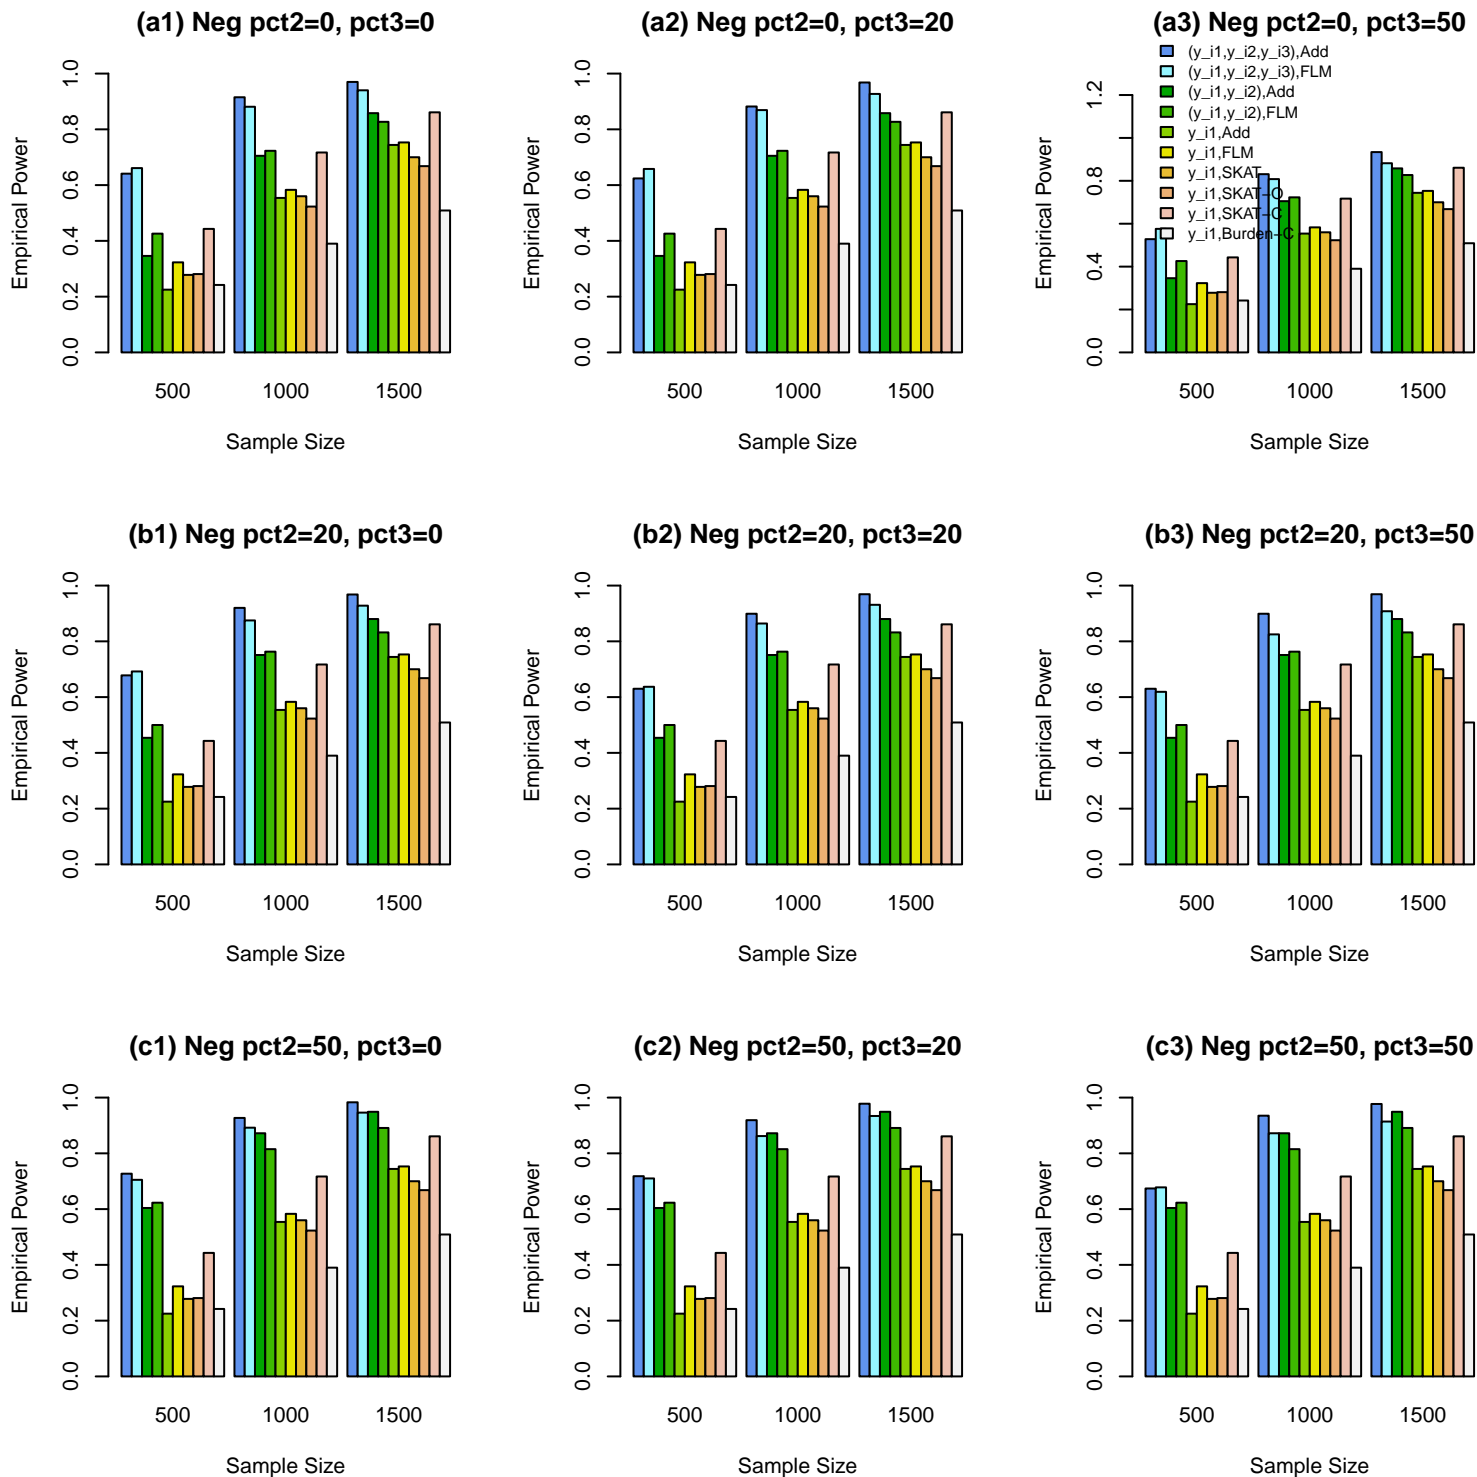 (a1) Neg pct2=0, pct3=0
Empirical Power
0.0 0.2 0.4 0.6 0.8 1.0
500 1000 1500
Sample Size
(a2) Neg pct2=0, pct3=20
Empirical Power
0.0 0.2 0.4 0.6 0.8 1.0
500 1000 1500
Sample Size
(a3) Neg pct2=0, pct3=50
(y_i1,y_i2,y_i3),Add
(y_i1,y_i2,y_i3),FLM
(y_i1,y_i2),Add
(y_i1,y_i2),FLM
y_i1,Add
y_i1,FLM
y_i1,SKAT
y_i1,SKAT-O
y_i1,SKAT-C
y_i1,Burden-C
Empirical Power
0.0 0.4 0.8 1.2
500 1000 1500
Sample Size
(b1) Neg pct2=20, pct3=0
Empirical Power
0.0 0.2 0.4 0.6 0.8 1.0
500 1000 1500
Sample Size
(b2) Neg pct2=20, pct3=20
Empirical Power
0.0 0.2 0.4 0.6 0.8 1.0
500 1000 1500
Sample Size
(b3) Neg pct2=20, pct3=50
Empirical Power
0.0 0.2 0.4 0.6 0.8 1.0
500 1000 1500
Sample Size
(c1) Neg pct2=50, pct3=0
Empirical Power
0.0 0.2 0.4 0.6 0.8 1.0
500 1000 1500
Sample Size
(c2) Neg pct2=50, pct3=20
Empirical Power
0.0 0.2 0.4 0.6 0.8 1.0
500 1000 1500
Sample Size
(c3) Neg pct2=50, pct3=50
Empirical Power
0.0 0.2 0.4 0.6 0.8 1.0
500 1000 1500
Sample Size